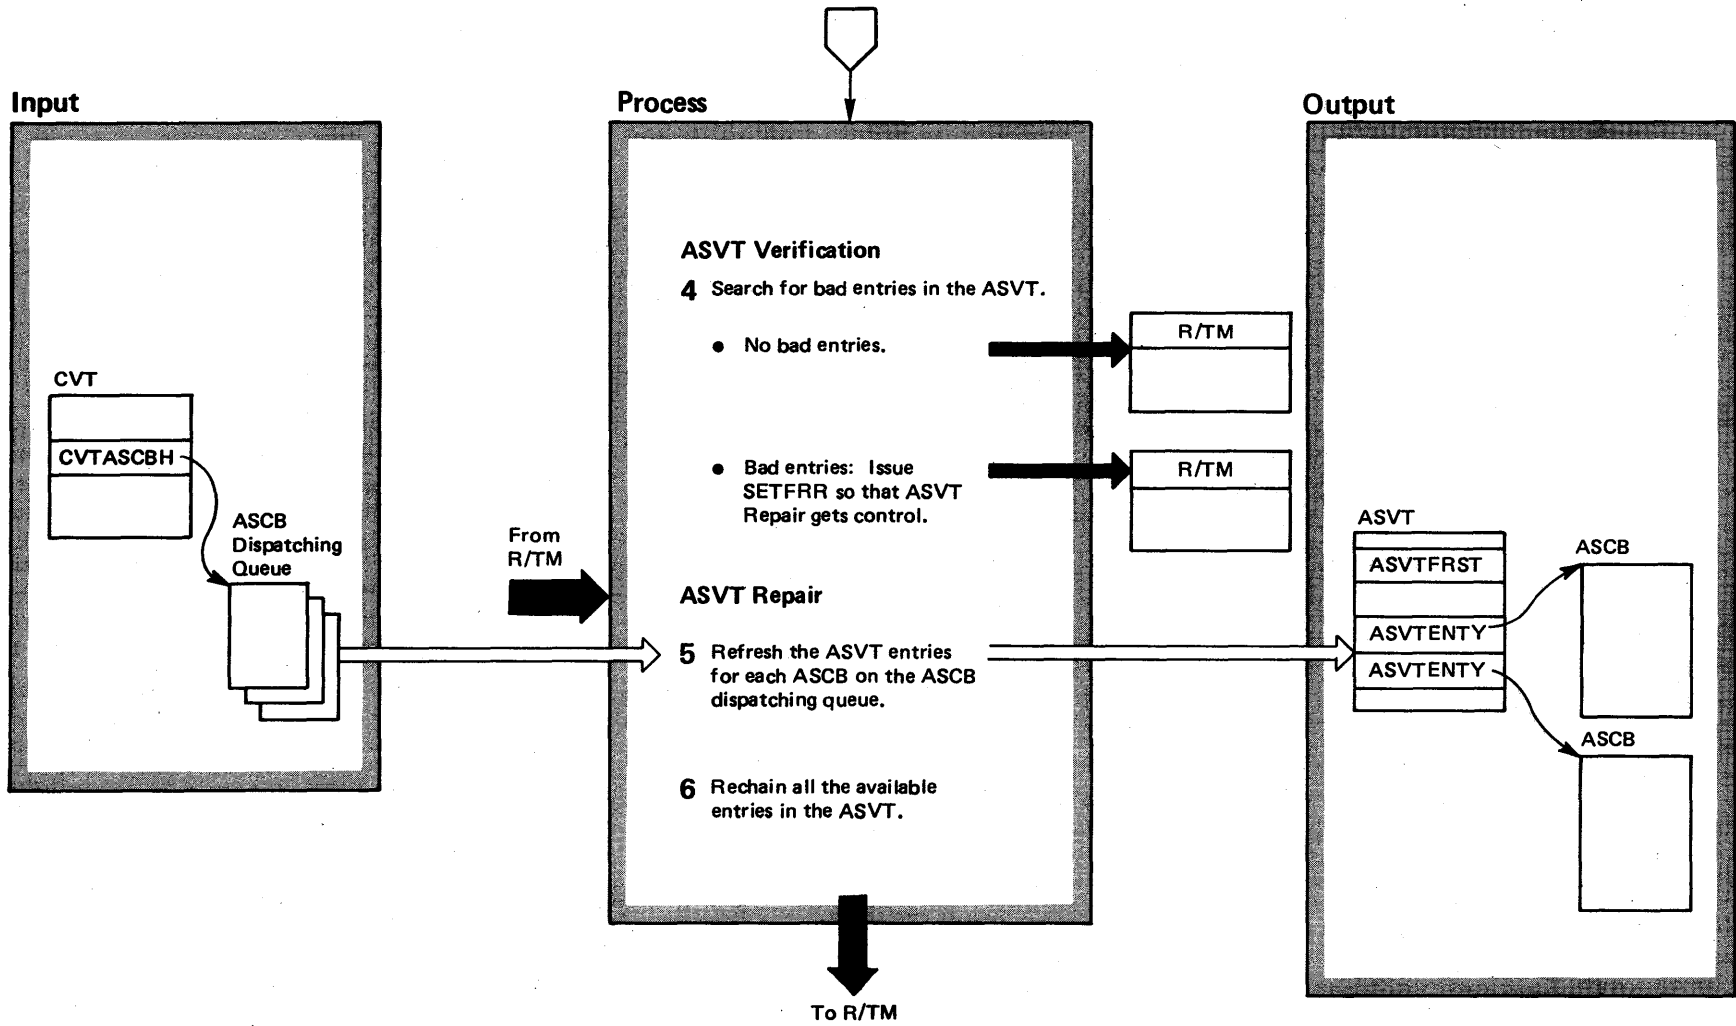 Input
CVT
CVTASCBH
ASCB
Dispatching
Queue
From
R/TM
Process
ASVT Verification
4 Search for bad entries in the ASVT.
• No bad entries.
R/TM
• Bad entries: Issue
SETFRR so that ASVT
Repair gets control.
R/TM
ASVT Repair
5 Refresh the ASVT entries
for each ASCB on the ASCB
dispatching queue.
6 Rechain all the available
entries in the ASVT.
To R/TM
Output
ASVT
ASVTFRST
ASVTENTY
ASVTENTY
ASCB
ASCB